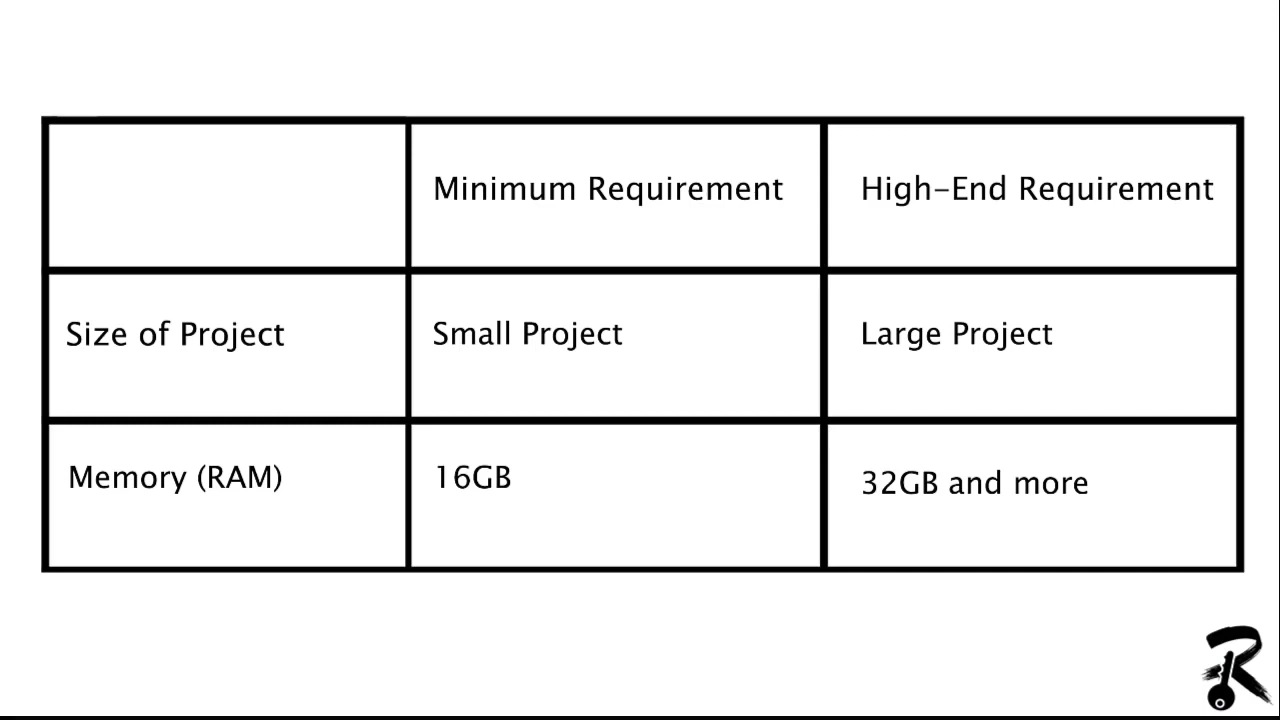 Minimum Requirement
High-End Requirement
Size of Project
Small Project
Large Project
Memory (RAM)
16GB
32GB and more